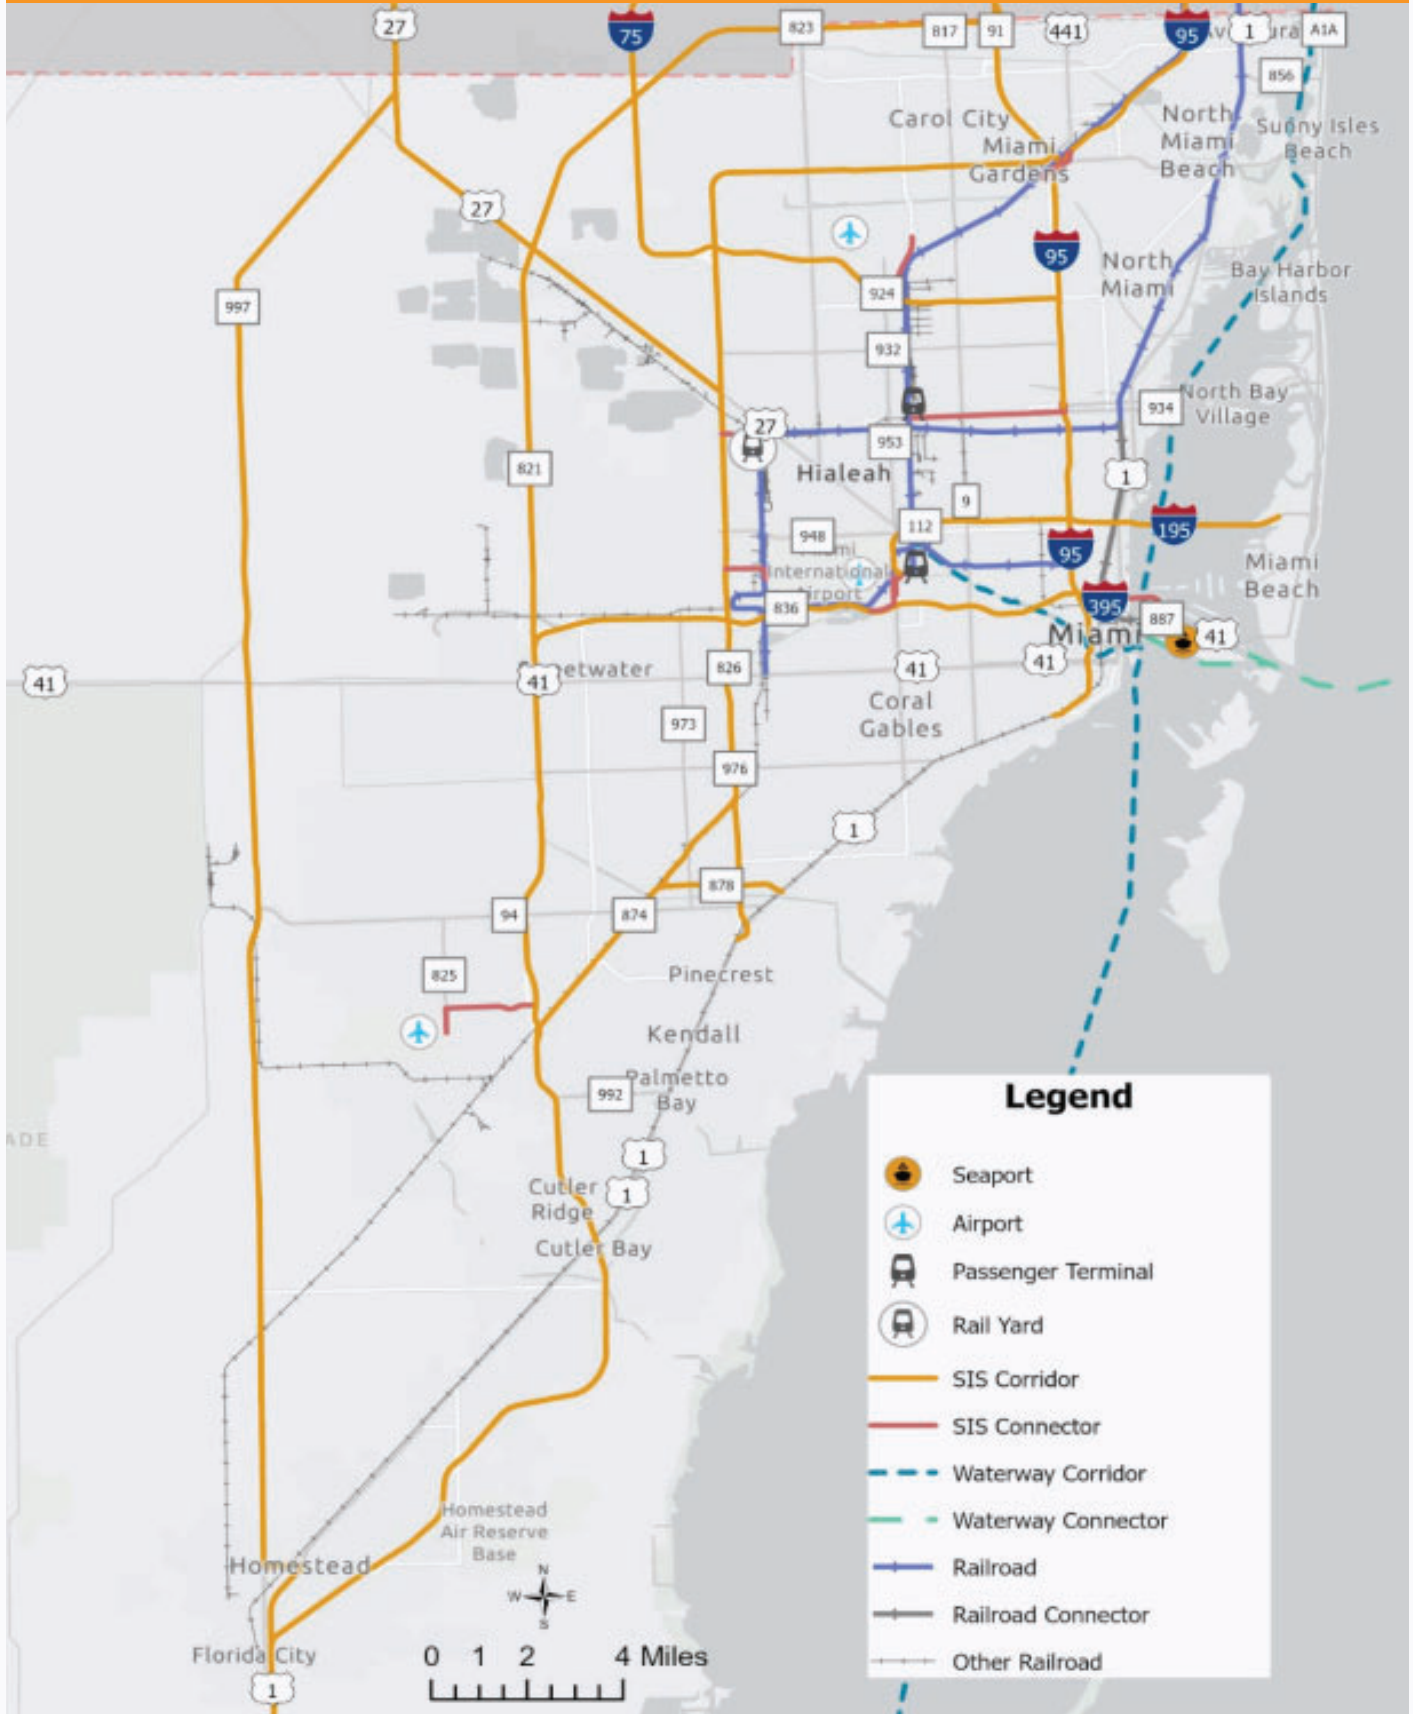 27
75
823
817
91
441
95
1
A1A
856
Carol City
Miami
Gardens
North
Miami
Beach
Sunny Isles
Beach
27
95
North
Miami
Bay Harbor
Islands
997
924
932
934
North Bay
Village
27
953
821
Hialeah
1
9
948
112
195
95
Miami
Beach
International
Airport
836
395
887
Miami
41
41
41
41
41
826
973
Coral
Gables
976
1
878
94
874
825
Pinecrest
Kendall
992
Palmetto
Bay
ADE
1
Cutler
Ridge
1
Cutler Bay
Homestead
Air Reserve
Base
Homestead
N
W E
S
Florida City
1
0 1 2 4 Miles
Legend
Seaport
Airport
Passenger Terminal
Rail Yard
SIS Corridor
SIS Connector
Waterway Corridor
Waterway Connector
Railroad
Railroad Connector
Other Railroad